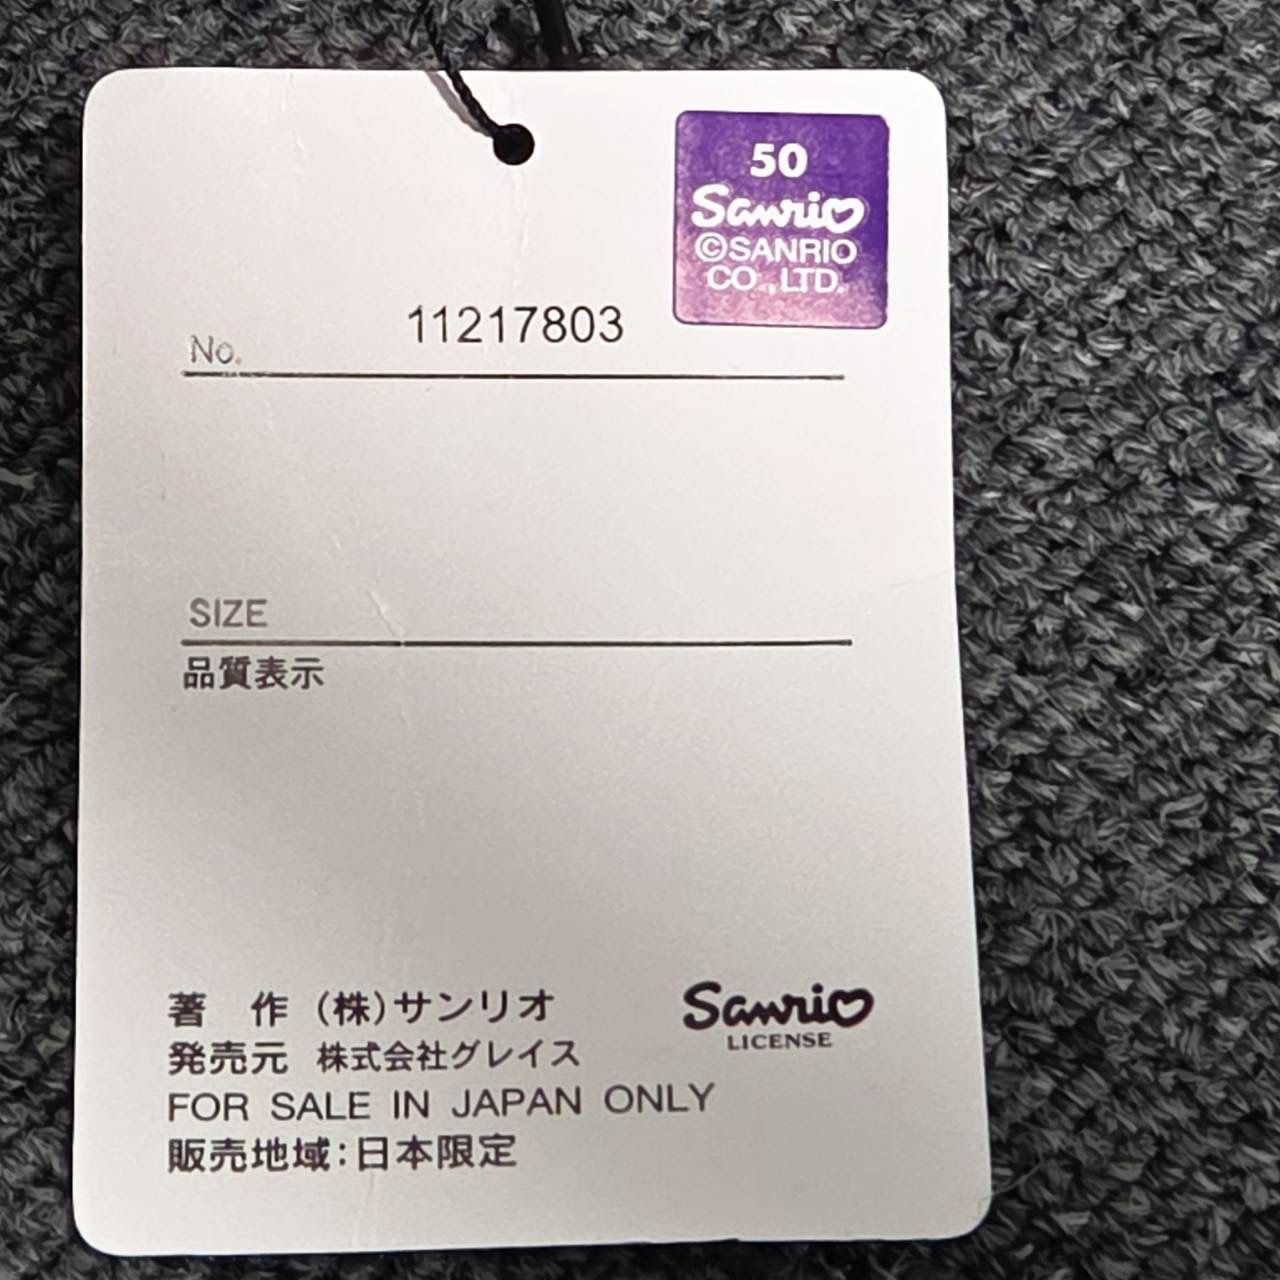 50
Sanrio
©SANRIO
CO.,LTD.
No. 11217803
SIZE
品質表示
著　作 (株)サンリオ
発売元 株式会社グレイス
Sanrio
LICENSE
FOR SALE IN JAPAN ONLY
販売地域:日本限定